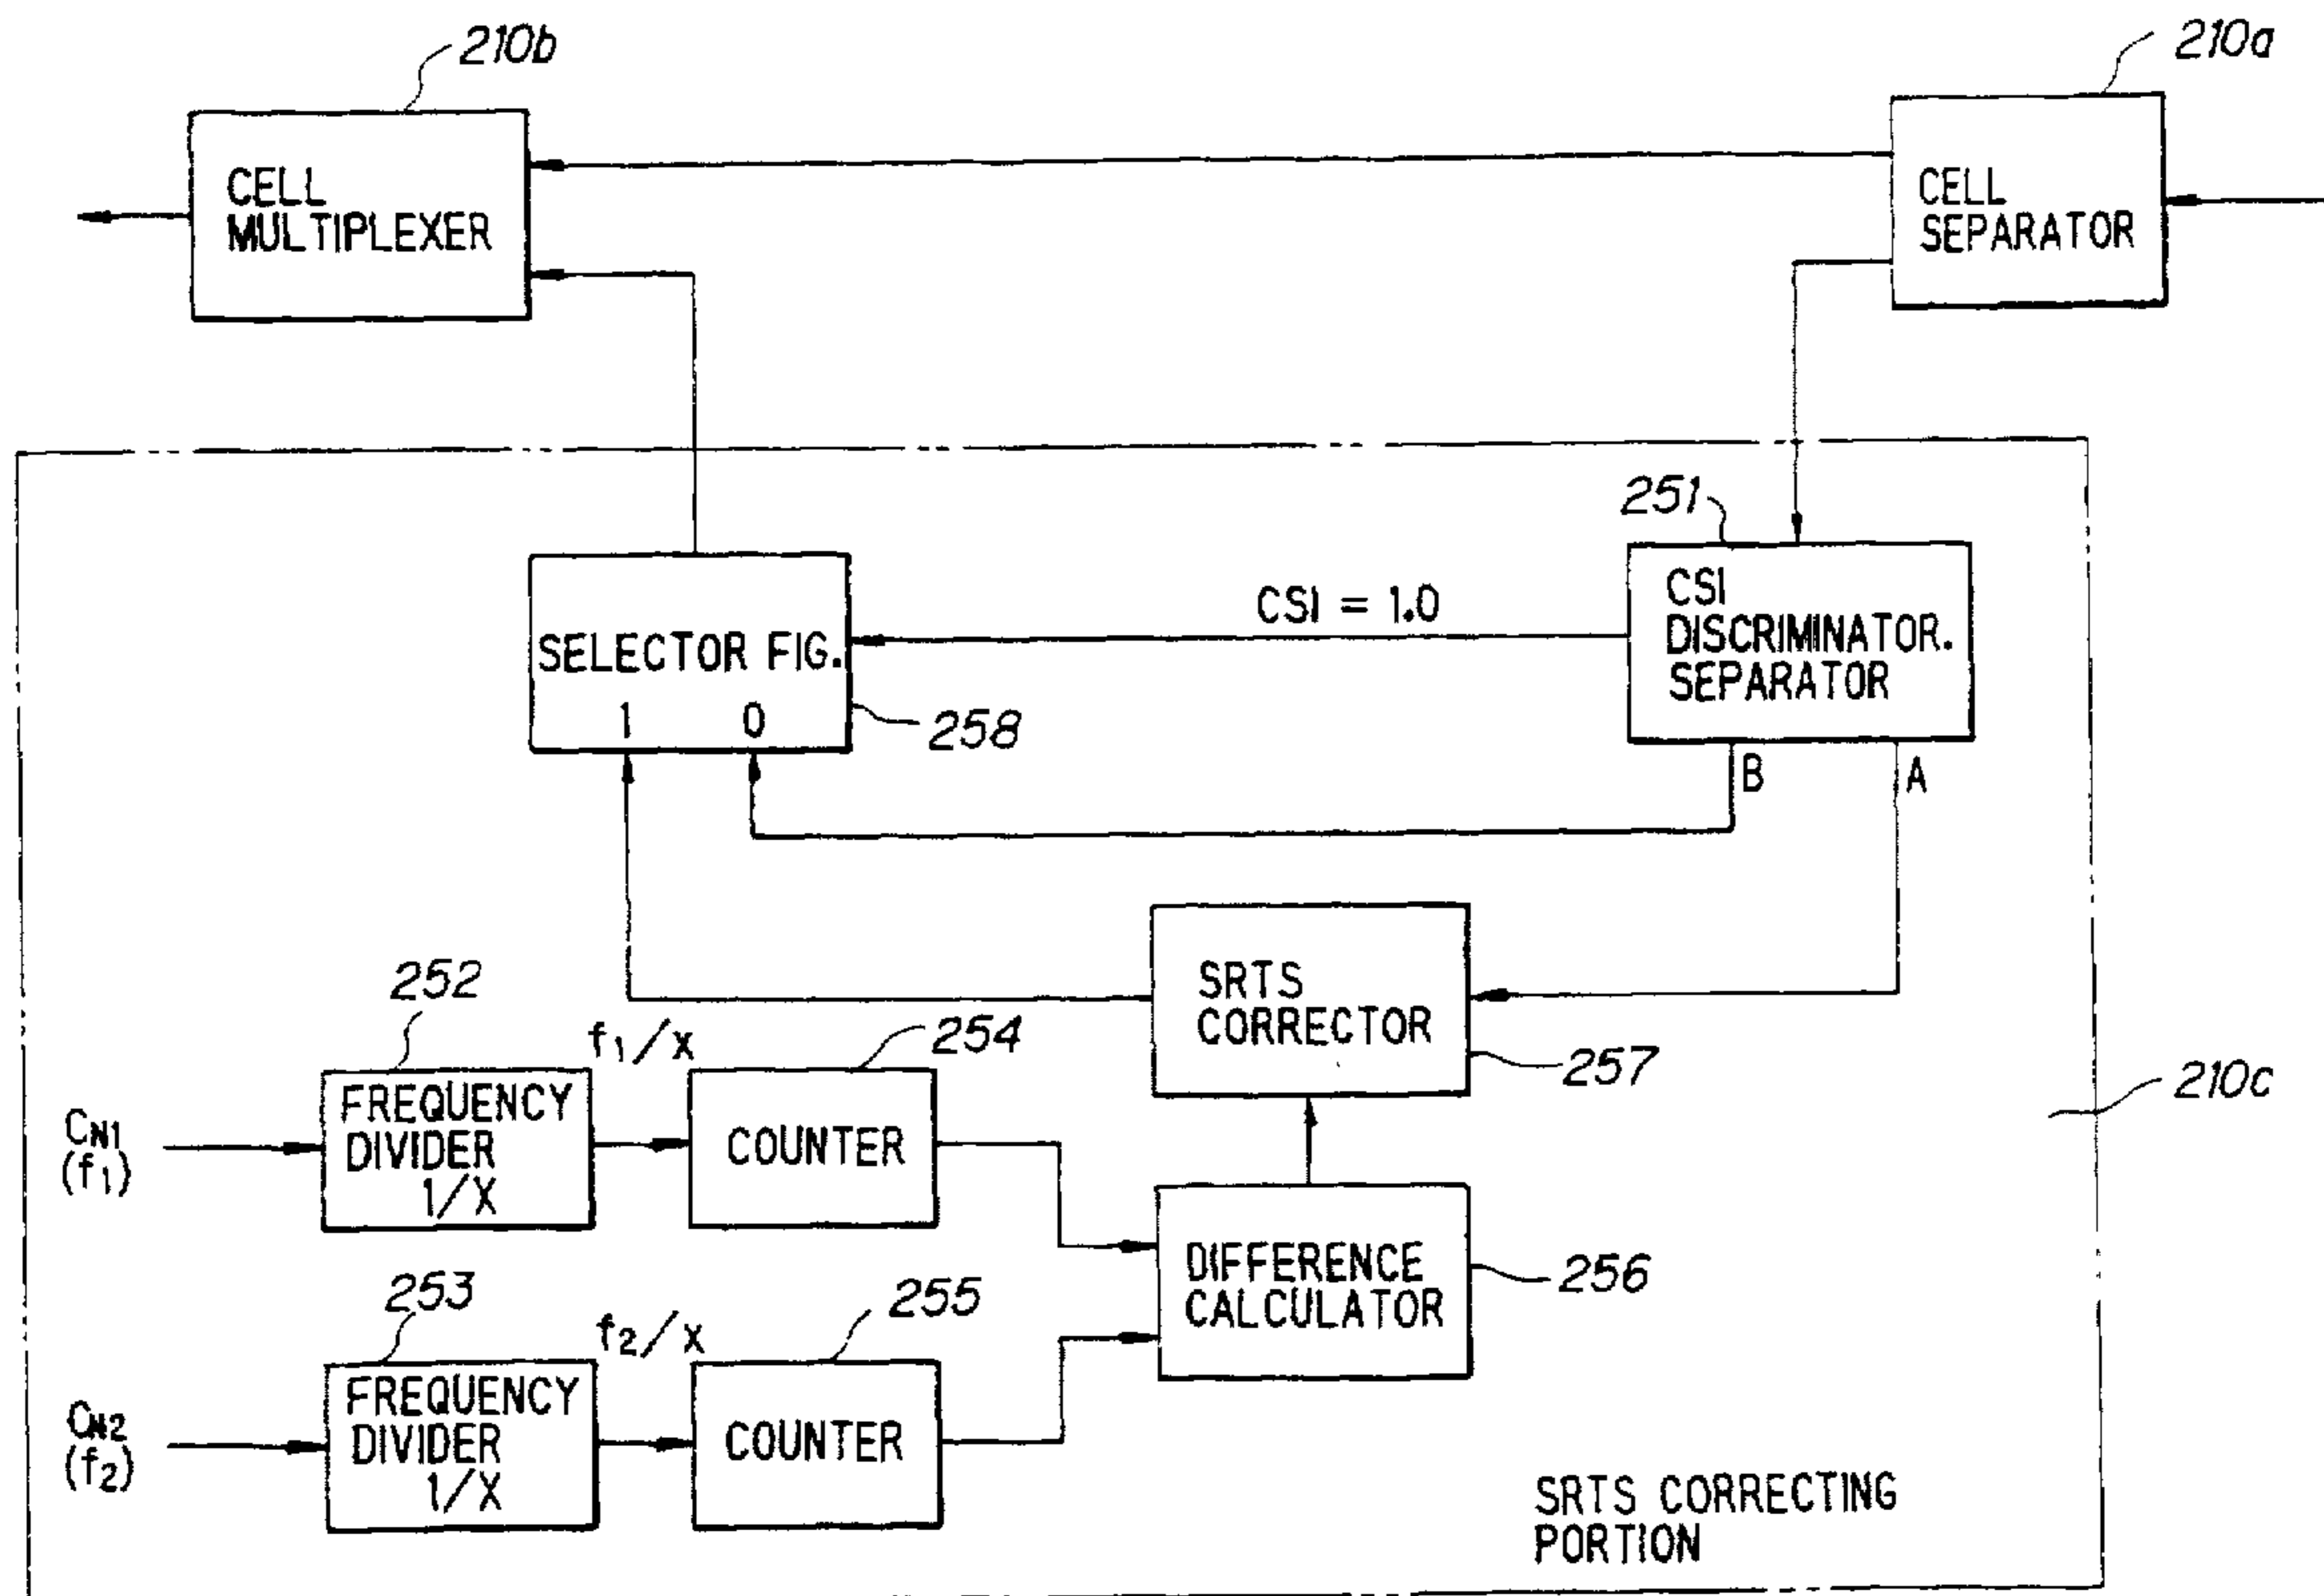 210b
210a
CELL
MULTIPLEXER
CELL
SEPARATOR
251
CSI
DISCRIMINATOR.
SEPARATOR
CSI = 1.0
SELECTOR FIG.
1 0
258
B
A
SRTS
CORRECTOR
257
252
f1/x
254
210c
CN1
(f1)
FREQUENCY
DIVIDER
1/X
COUNTER
DIFFERENCE
CALCULATOR
256
253
f2/x
255
CN2
(f2)
FREQUENCY
DIVIDER
1/X
COUNTER
SRTS CORRECTING
PORTION